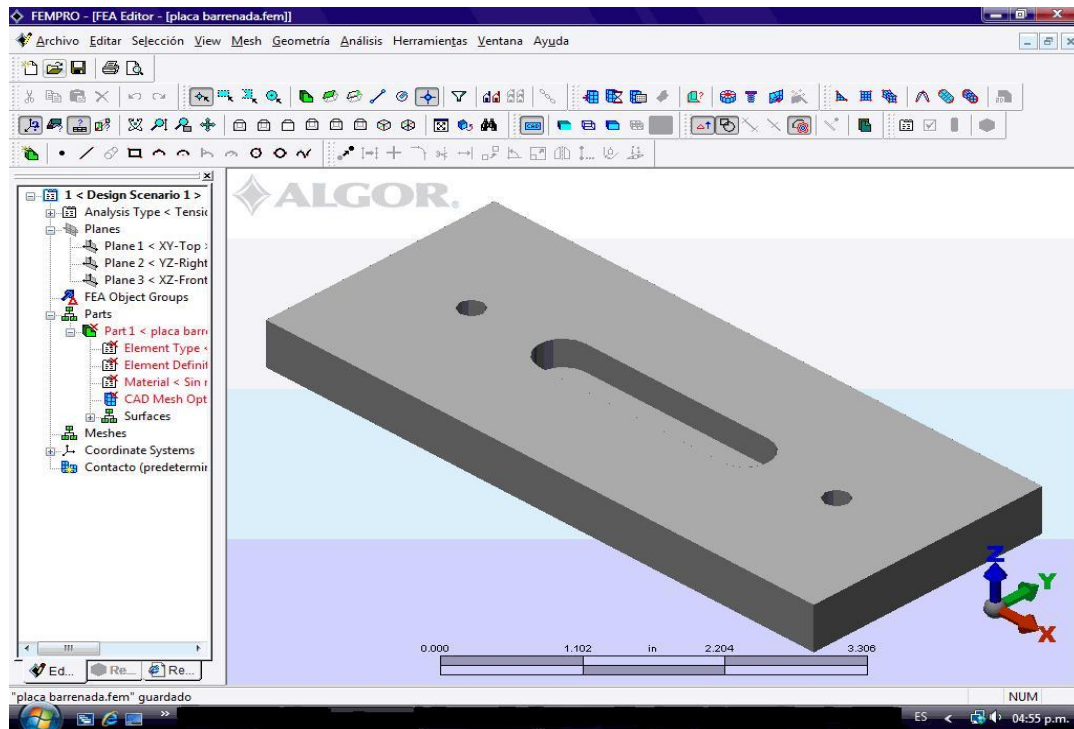 FEMPRO - [FEA Editor - [placa barrenada.fem]]
Archivo Editar Selección View Mesh Geometría Análisis Herramientas Ventana Ayuda
1 < Design Scenario 1 >
Analysis Type < Tensic
Planes
Plane 1 < XY-Top >
Plane 2 < YZ-Right
Plane 3 < XZ-Front
FEA Object Groups
Parts
Part 1 < placa barre
Element Type <
Element Definit
Material < Sin r
CAD Mesh Opt
Surfaces
Meshes
Coordinate Systems
Contacto (predetermin
ALGOR.
Z
Y
X
0.000 1.102 in 2.204 3.306
Ed... Re... Re...
"placa barrenada.fem" guardado NUM
ES 04:55 p.m.